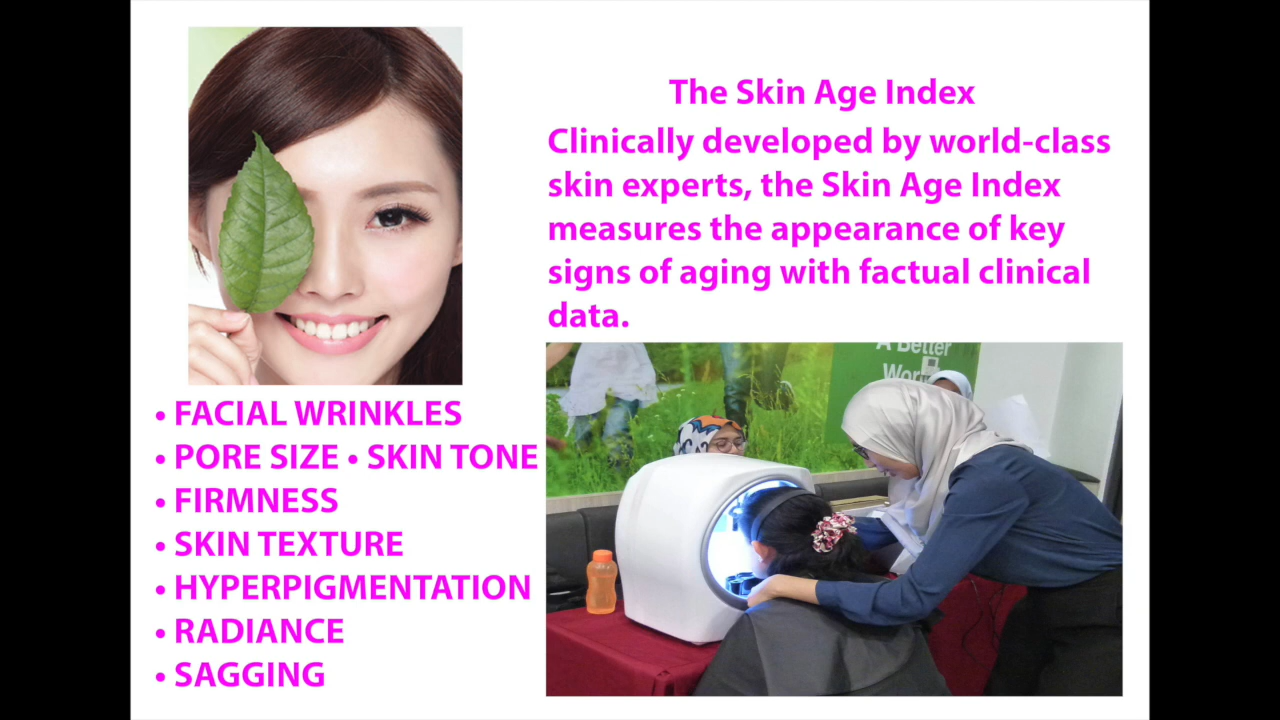 The Skin Age Index
Clinically developed by world-class
skin experts, the Skin Age Index
measures the appearance of key
signs of aging with factual clinical
data.
• FACIAL WRINKLES
• PORE SIZE • SKIN TONE
• FIRMNESS
• SKIN TEXTURE
• HYPERPIGMENTATION
• RADIANCE
• SAGGING
A Better